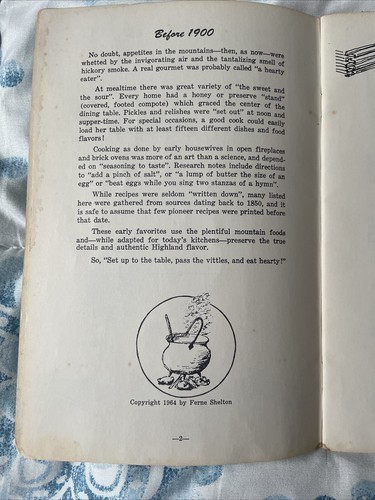 Before 1900
No doubt, appetites in the mountains—then, as now—were
whetted by the invigorating air and the tantalizing smell of
hickory smoke. A real gourmet was probably called "a hearty
eater".
At mealtime there was great variety of "the sweet and
the sour". Every home had a honey or preserve "stand"
(covered, footed compote) which graced the center of the
dining table. Pickles and relishes were "set out" at noon and
supper-time. For special occasions, a good cook could easily
load her table with at least fifteen different dishes and food
flavors!
Cooking as done by early housewives in open fireplaces
and brick ovens was more of an art than a science, and depend-
ed on "seasoning to taste". Research notes include directions
to "add a pinch of salt", or "a lump of butter the size of an
egg" or "beat eggs while you sing two stanzas of a hymn".
While recipes were seldom "written down", many listed
here were gathered from sources dating back to 1850, and it
is safe to assume that few pioneer recipes were printed before
that date.
These early favorites use the plentiful mountain foods
and—while adapted for today's kitchens—preserve the true
details and authentic Highland flavor.
So, "Set up to the table, pass the vittles, and eat hearty!"
Copyright 1964 by Ferne Shelton
—2—